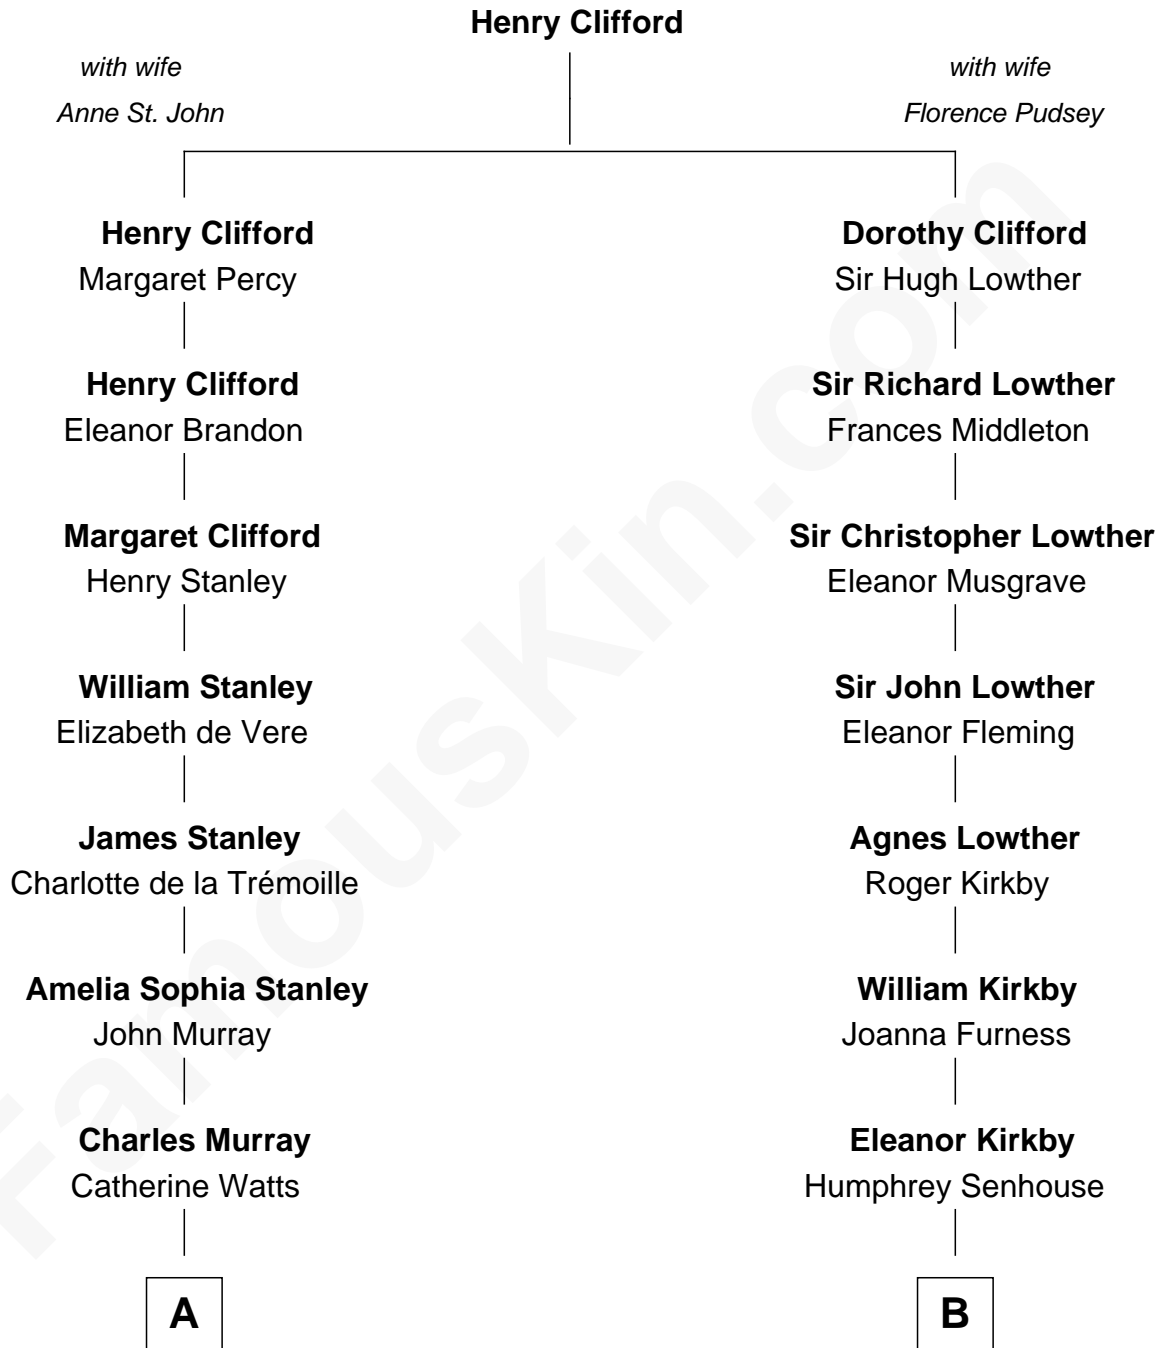 Henry Clifford
with wife
Anne St. John
with wife
Florence Pudsey
Henry Clifford
Margaret Percy
Dorothy Clifford
Sir Hugh Lowther
Henry Clifford
Eleanor Brandon
Sir Richard Lowther
Frances Middleton
Margaret Clifford
Henry Stanley
Sir Christopher Lowther
Eleanor Musgrave
William Stanley
Elizabeth de Vere
Sir John Lowther
Eleanor Fleming
James Stanley
Charlotte de la Trémoille
Agnes Lowther
Roger Kirkby
Amelia Sophia Stanley
John Murray
William Kirkby
Joanna Furness
Charles Murray
Catherine Watts
Eleanor Kirkby
Humphrey Senhouse
A
B
FamousKin.com